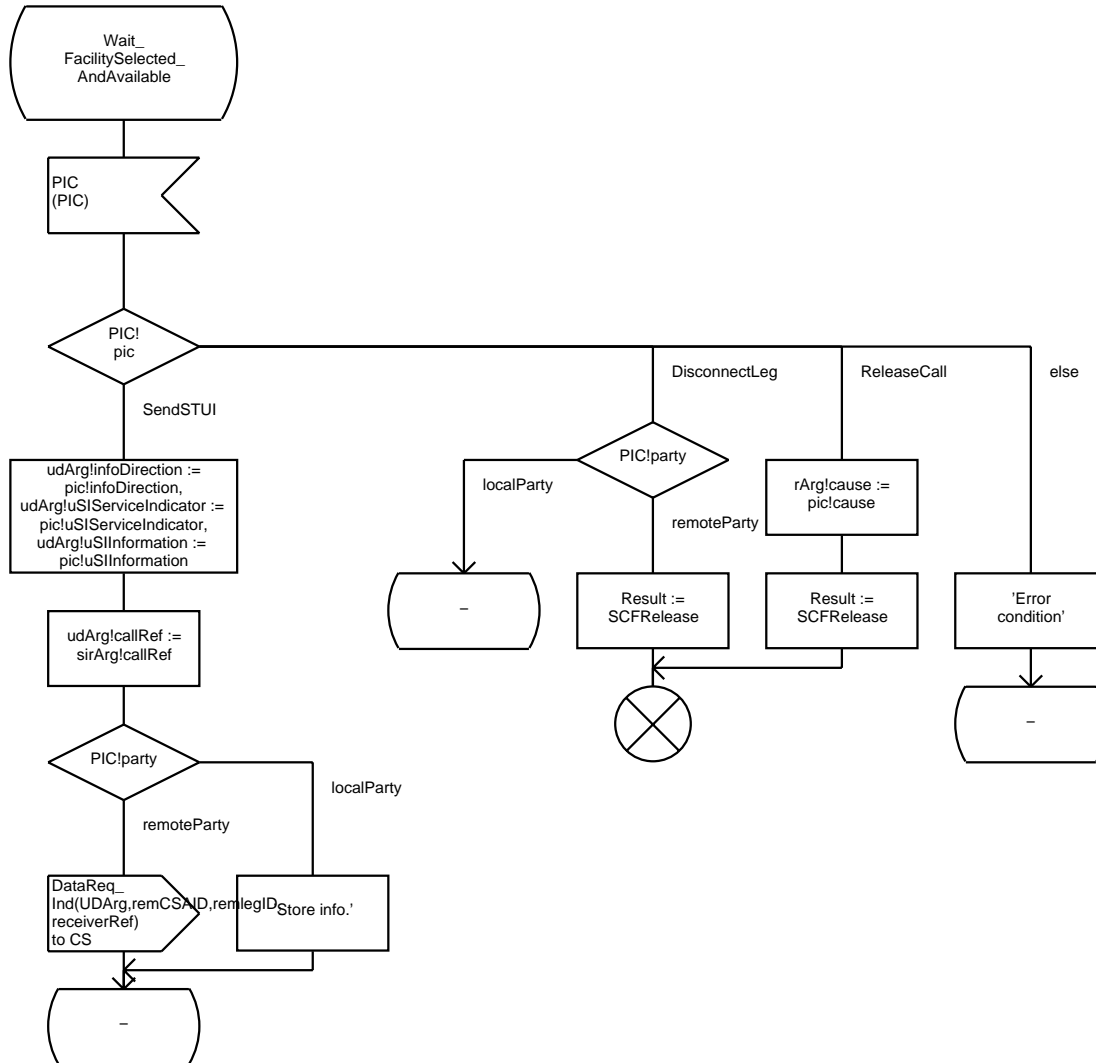 Wait_
FacilitySelected_
AndAvailable
PIC
(PIC)
PIC!
pic
DisconnectLeg
ReleaseCall
else
SendSTUI
udArg!infoDirection :=
pic!infoDirection,
udArg!uSIServiceIndicator :=
pic!uSIServiceIndicator,
udArg!uSIInformation :=
pic!uSIInformation
PIC!party
localParty
remoteParty
rArg!cause :=
pic!cause
–
Result :=
SCFRelease
Result :=
SCFRelease
'Error
condition'
udArg!callRef :=
sirArg!callRef
–
PIC!party
localParty
remoteParty
DataReq_
Ind(UDArg,remCSAID,remlegID,
receiverRef)
to CS
'Store info.'
–